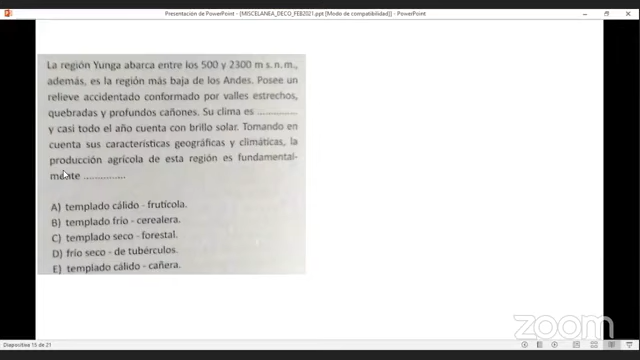 Presentación de PowerPoint - [MISCELANEA_DECO_FEB2021.ppt [Modo de compatibilidad] - PowerPoint
La región Yunga abarca entre los 500 y 2300 m s. n. m.,
además, es la región más baja de los Andes. Posee un
relieve accidentado conformado por valles estrechos,
quebradas y profundos cañones. Su clima es ...............
y casi todo el año cuenta con brillo solar. Tomando en
cuenta sus características geográficas y climáticas, la
producción agrícola de esta región es fundamental-
mente ...............
A) templado cálido - frutícola.
B) templado frío - cerealera.
C) templado seco - forestal.
D) frío seco - de tubérculos.
E) templado cálido - cañera.
zoom
Diapositiva 15 de 21